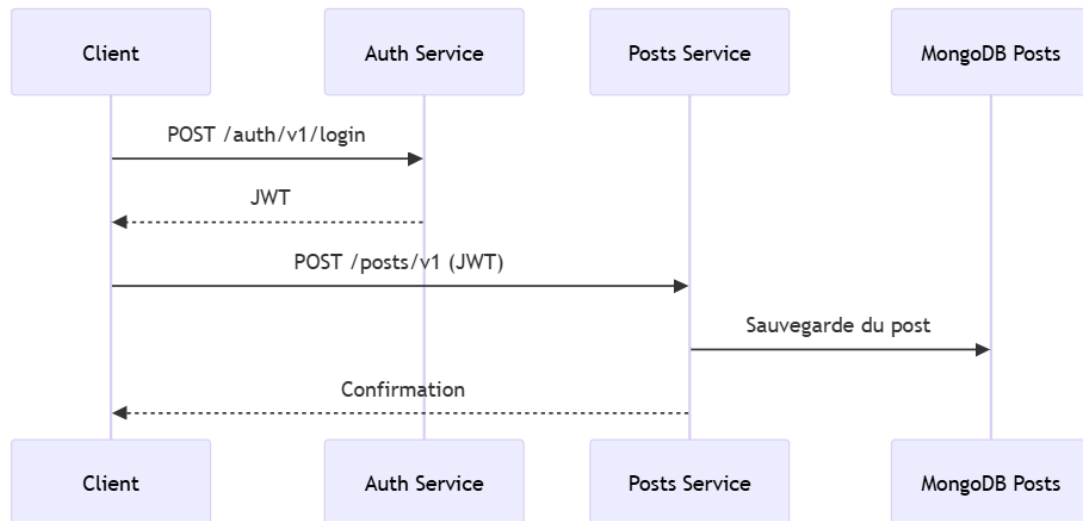 Client
Auth Service
Posts Service
MongoDB Posts
POST /auth/v1/login
JWT
POST /posts/v1 (JWT)
Sauvegarde du post
Confirmation
Client
Auth Service
Posts Service
MongoDB Posts